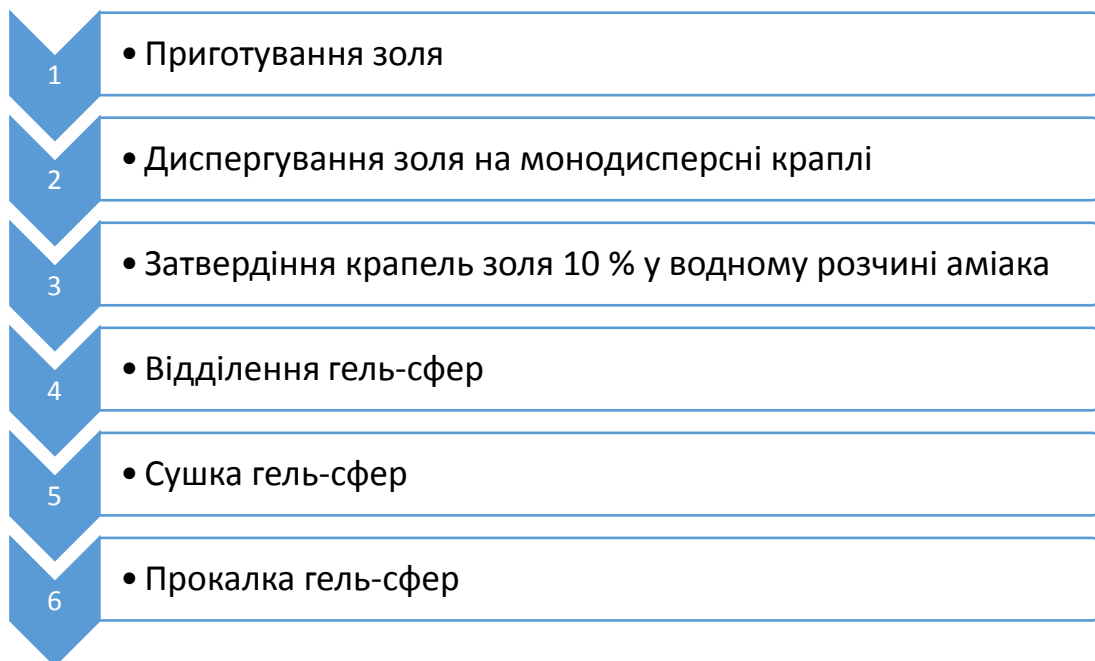 1 • Приготування золя
2 • Диспергування золя на монодисперсні краплі
3 • Затвердіння крапель золя 10 % у водному розчині аміака
4 • Відділення гель-сфер
5 • Сушка гель-сфер
6 • Прокалка гель-сфер